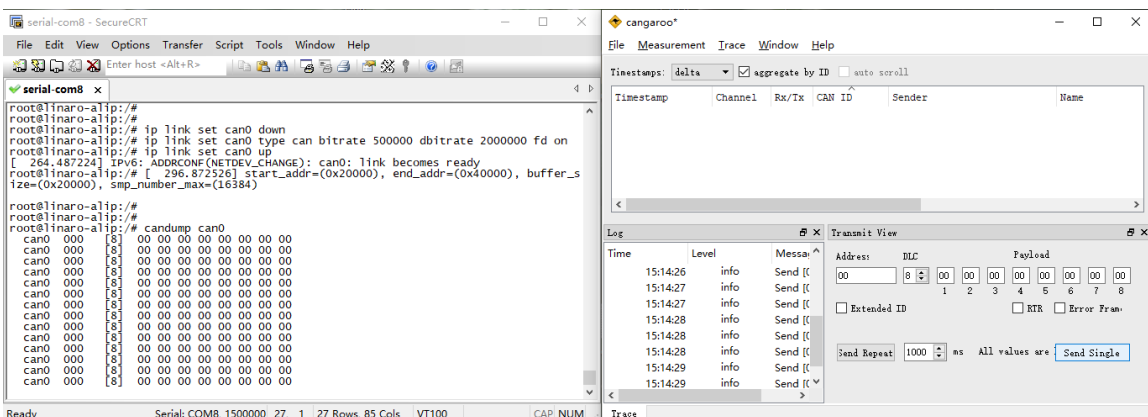 serial-com8 - SecureCRT
File Edit View Options Transfer Script Tools Window Help
Enter host <Alt+R>
serial-com8 x
root@linaro-alip:/#
root@linaro-alip:/#
root@linaro-alip:/# ip link set can0 down
root@linaro-alip:/# ip link set can0 type can bitrate 500000 dbitrate 2000000 fd on
root@linaro-alip:/# ip link set can0 up
[  264.487224] IPv6: ADDRCONF(NETDEV_CHANGE): can0: link becomes ready
root@linaro-alip:/# [  296.872526] start_addr=(0x20000), end_addr=(0x40000), buffer_s
ize=(0x20000), smp_number_max=(16384)
root@linaro-alip:/#
root@linaro-alip:/#
root@linaro-alip:/# candump can0
can0 000 [8] 00 00 00 00 00 00 00 00
can0 000 [8] 00 00 00 00 00 00 00 00
can0 000 [8] 00 00 00 00 00 00 00 00
can0 000 [8] 00 00 00 00 00 00 00 00
can0 000 [8] 00 00 00 00 00 00 00 00
can0 000 [8] 00 00 00 00 00 00 00 00
can0 000 [8] 00 00 00 00 00 00 00 00
can0 000 [8] 00 00 00 00 00 00 00 00
can0 000 [8] 00 00 00 00 00 00 00 00
can0 000 [8] 00 00 00 00 00 00 00 00
can0 000 [8] 00 00 00 00 00 00 00 00
can0 000 [8] 00 00 00 00 00 00 00 00
can0 000 [8] 00 00 00 00 00 00 00 00
can0 000 [8] 00 00 00 00 00 00 00 00
Ready Serial: COM8, 1500000 27, 1 27 Rows, 85 Cols VT100 CAP NUM
cangaroo*
File Measurement Trace Window Help
Timestamps: delta aggregate by ID auto scroll
Timestamp Channel Rx/Tx CAN ID Sender Name
Log
Time Level Messa
15:14:26 info Send [0
15:14:27 info Send [0
15:14:27 info Send [0
15:14:28 info Send [0
15:14:28 info Send [0
15:14:28 info Send [0
15:14:29 info Send [0
15:14:29 info Send [0
Transmit View
Address DLC Payload
00 8 00 00 00 00 00 00 00 00
1 2 3 4 5 6 7 8
Extended ID RTR Error Fram
Send Repeat 1000 ms All values are Send Single
Trace